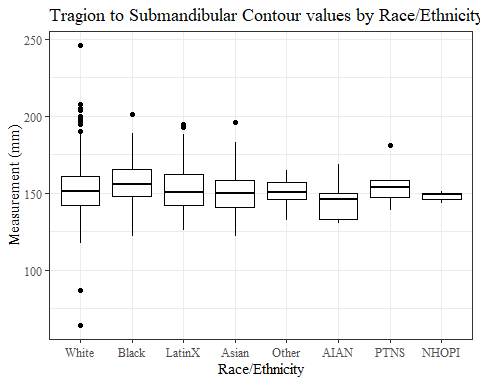 Tragion to Submandibular Contour values by Race/Ethnicity
250
200
150
100
Measurement (mm)
White Black LatinX Asian Other AIAN PTNS NHOPI
Race/Ethnicity